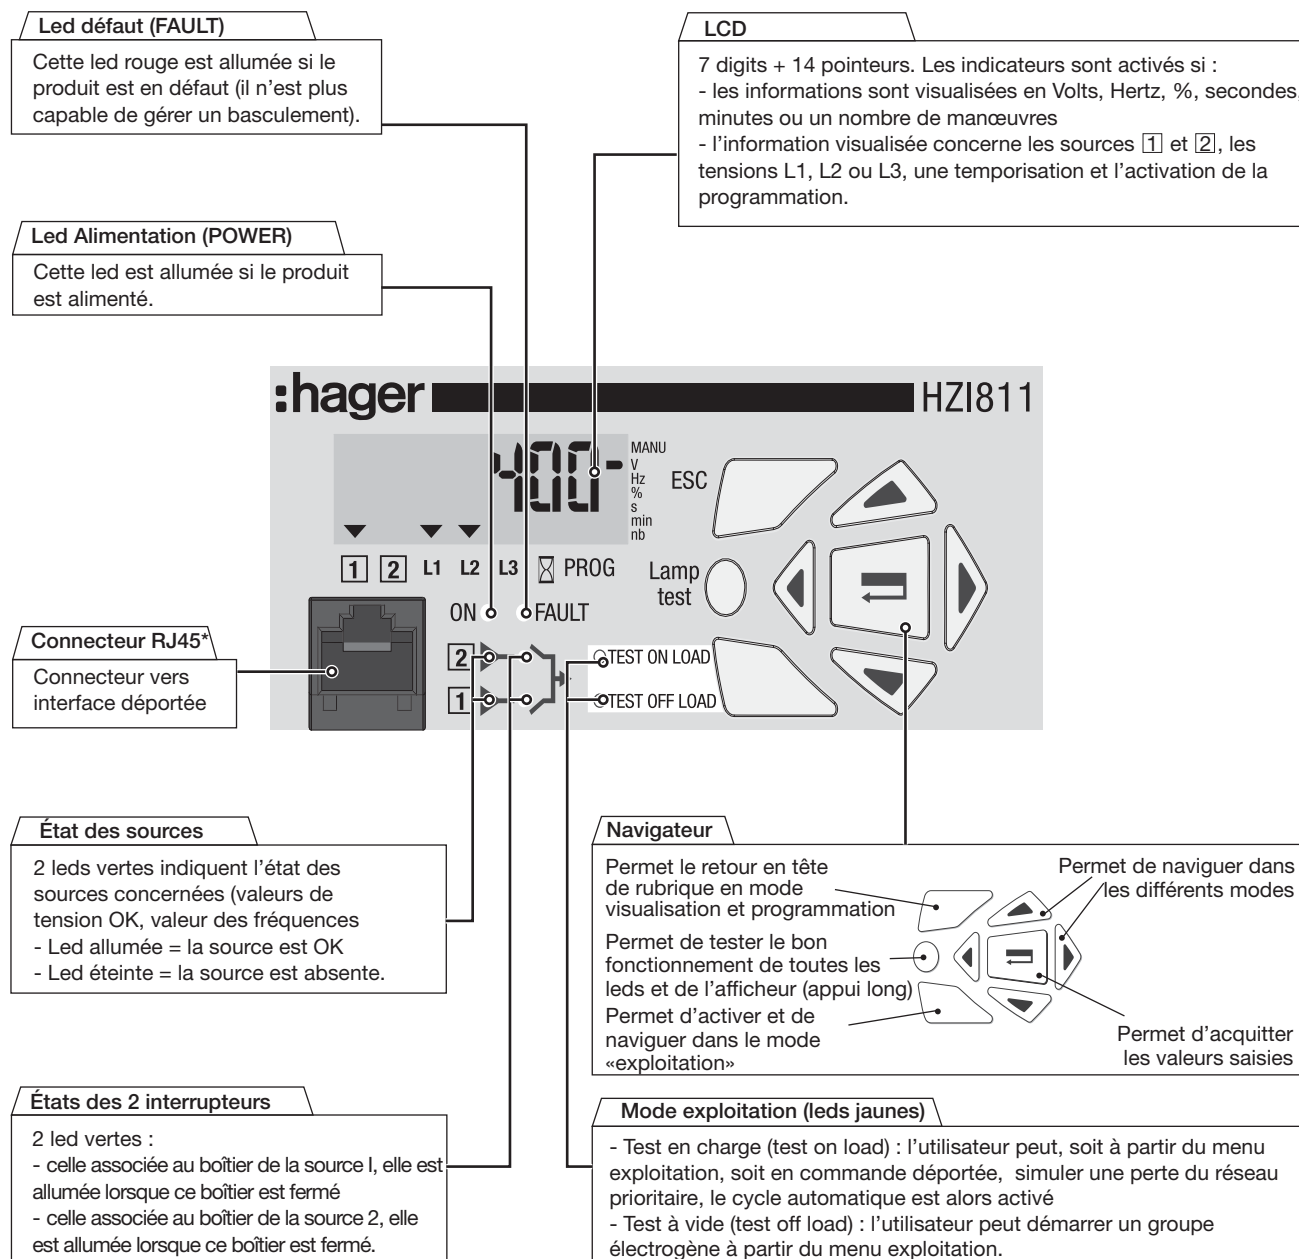 Led défaut (FAULT)
Cette led rouge est allumée si le
produit est en défaut (il n'est plus
capable de gérer un basculement).
LCD
7 digits + 14 pointeurs. Les indicateurs sont activés si :
- les informations sont visualisées en Volts, Hertz, %, secondes,
minutes ou un nombre de manœuvres
- l'information visualisée concerne les sources 1 et 2, les
tensions L1, L2 ou L3, une temporisation et l'activation de la
programmation.
Led Alimentation (POWER)
Cette led est allumée si le produit
est alimenté.
:hager HZI811
400-
MANU
V
Hz
%
s
min
nb
ESC
1 2 L1 L2 L3 PROG
Lamp
test
ON FAULT
2
1
TEST ON LOAD
TEST OFF LOAD
Connecteur RJ45*
Connecteur vers
interface déportée
État des sources
2 leds vertes indiquent l'état des
sources concernées (valeurs de
tension OK, valeur des fréquences
- Led allumée = la source est OK
- Led éteinte = la source est absente.
Navigateur
Permet le retour en tête
de rubrique en mode
visualisation et programmation
Permet de tester le bon
fonctionnement de toutes les
leds et de l'afficheur (appui long)
Permet d'activer et de
naviguer dans le mode
«exploitation»
Permet de naviguer dans
les différents modes
Permet d'acquitter
les valeurs saisies
États des 2 interrupteurs
2 led vertes :
- celle associée au boîtier de la source I, elle est
allumée lorsque ce boîtier est fermé
- celle associée au boîtier de la source 2, elle
est allumée lorsque ce boîtier est fermé.
Mode exploitation (leds jaunes)
- Test en charge (test on load) : l'utilisateur peut, soit à partir du menu
exploitation, soit en commande déportée, simuler une perte du réseau
prioritaire, le cycle automatique est alors activé
- Test à vide (test off load) : l'utilisateur peut démarrer un groupe
électrogène à partir du menu exploitation.